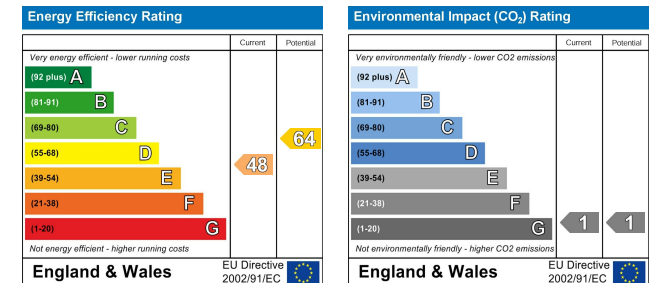 Energy Efficiency Rating
Current Potential
Very energy efficient - lower running costs
(92 plus) A
(81-91) B
(69-80) C
(55-68) D
(39-54) E
(21-38) F
(1-20) G
48
64
Not energy efficient - higher running costs
England & Wales
EU Directive
2002/91/EC
Environmental Impact (CO2) Rating
Current Potential
Very environmentally friendly - lower CO2 emissions
(92 plus) A
(81-91) B
(69-80) C
(55-68) D
(39-54) E
(21-38) F
(1-20) G
1
1
Not environmentally friendly - higher CO2 emissions
England & Wales
EU Directive
2002/91/EC